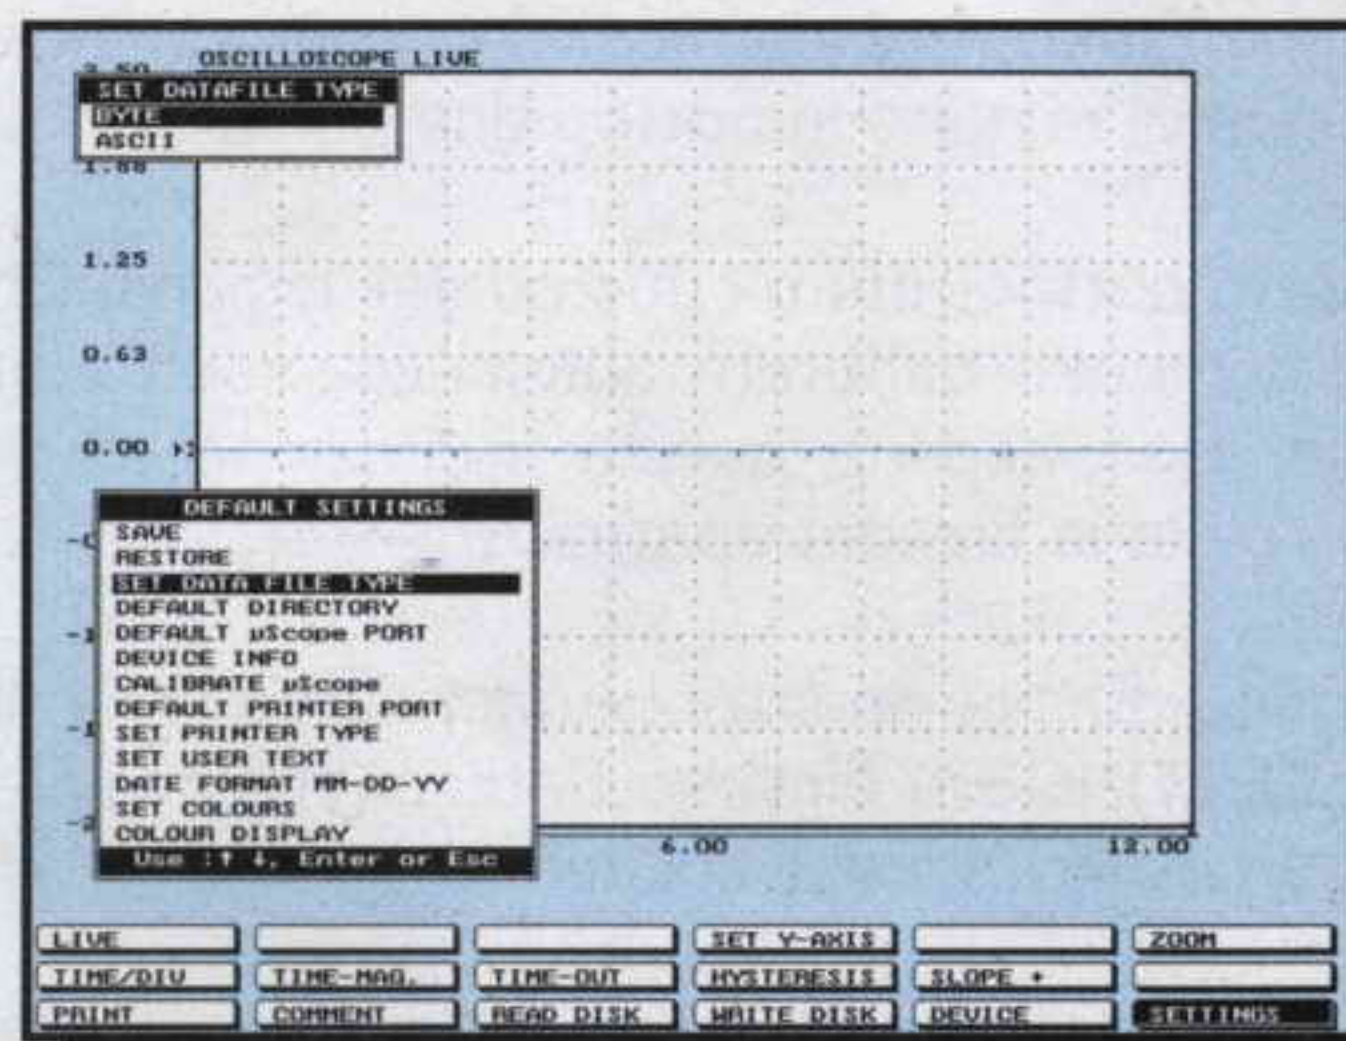 OSCILLOSCOPE LIVE
SET DATAFILE TYPE
BYTE
ASCII
1.88
1.25
0.63
0.00
DEFAULT SETTINGS
SAVE
RESTORE
SET DATA FILE TYPE
DEFAULT DIRECTORY
DEFAULT µScope PORT
DEVICE INFO
CALIBRATE µScope
DEFAULT PRINTER PORT
SET PRINTER TYPE
SET USER TEXT
DATE FORMAT MM-DD-YY
SET COLOURS
COLOUR DISPLAY
Use :↑ ↓, Enter or Esc
6.00 12.00
LIVE SET Y-AXIS ZOOM
TIME/DIV TIME-MAG. TIME-OUT HYSTERESIS SLOPE +
PRINT COMMENT READ DISK WRITE DISK DEVICE SETTINGS